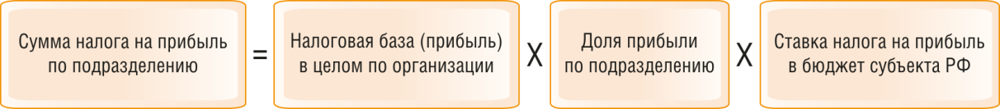 Сумма налога на прибыль
по подразделению
=
Налоговая база (прибыль)
в целом по организации
X
Доля прибыли
по подразделению
X
Ставка налога на прибыль
в бюджет субъекта РФ